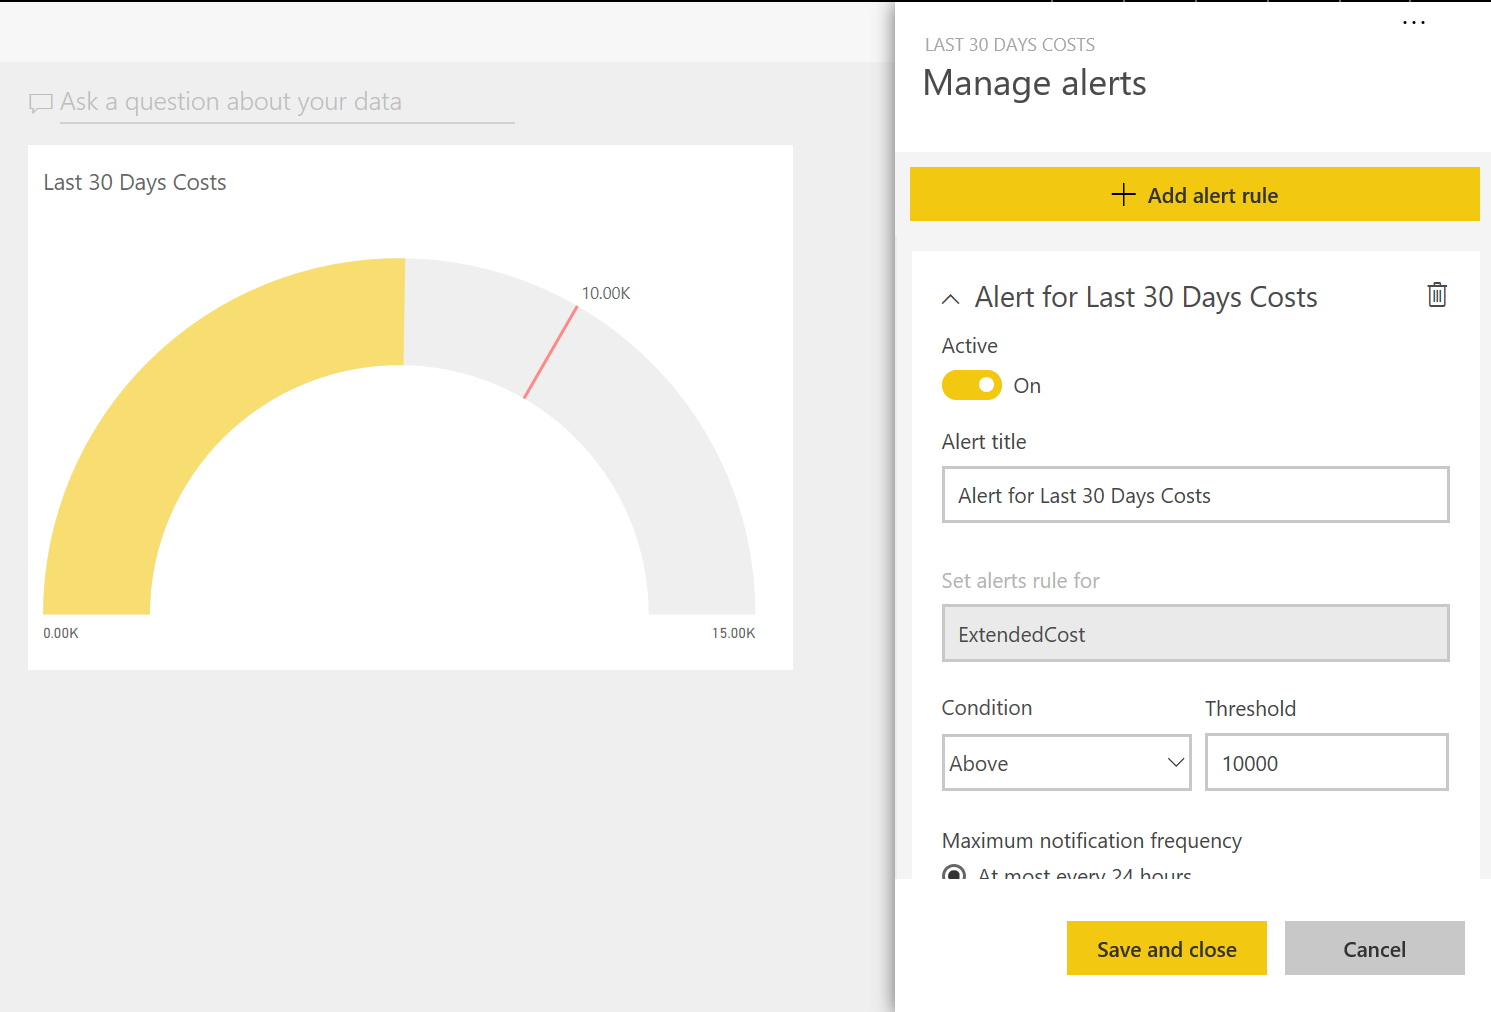 Ask a question about your data
Last 30 Days Costs
10.00K
0.00K
15.00K
...
LAST 30 DAYS COSTS
Manage alerts
Add alert rule
Alert for Last 30 Days Costs
Active
On
Alert title
Alert for Last 30 Days Costs
Set alerts rule for
ExtendedCost
Condition
Threshold
Above
10000
Maximum notification frequency
At most every 24 hours
Save and close
Cancel